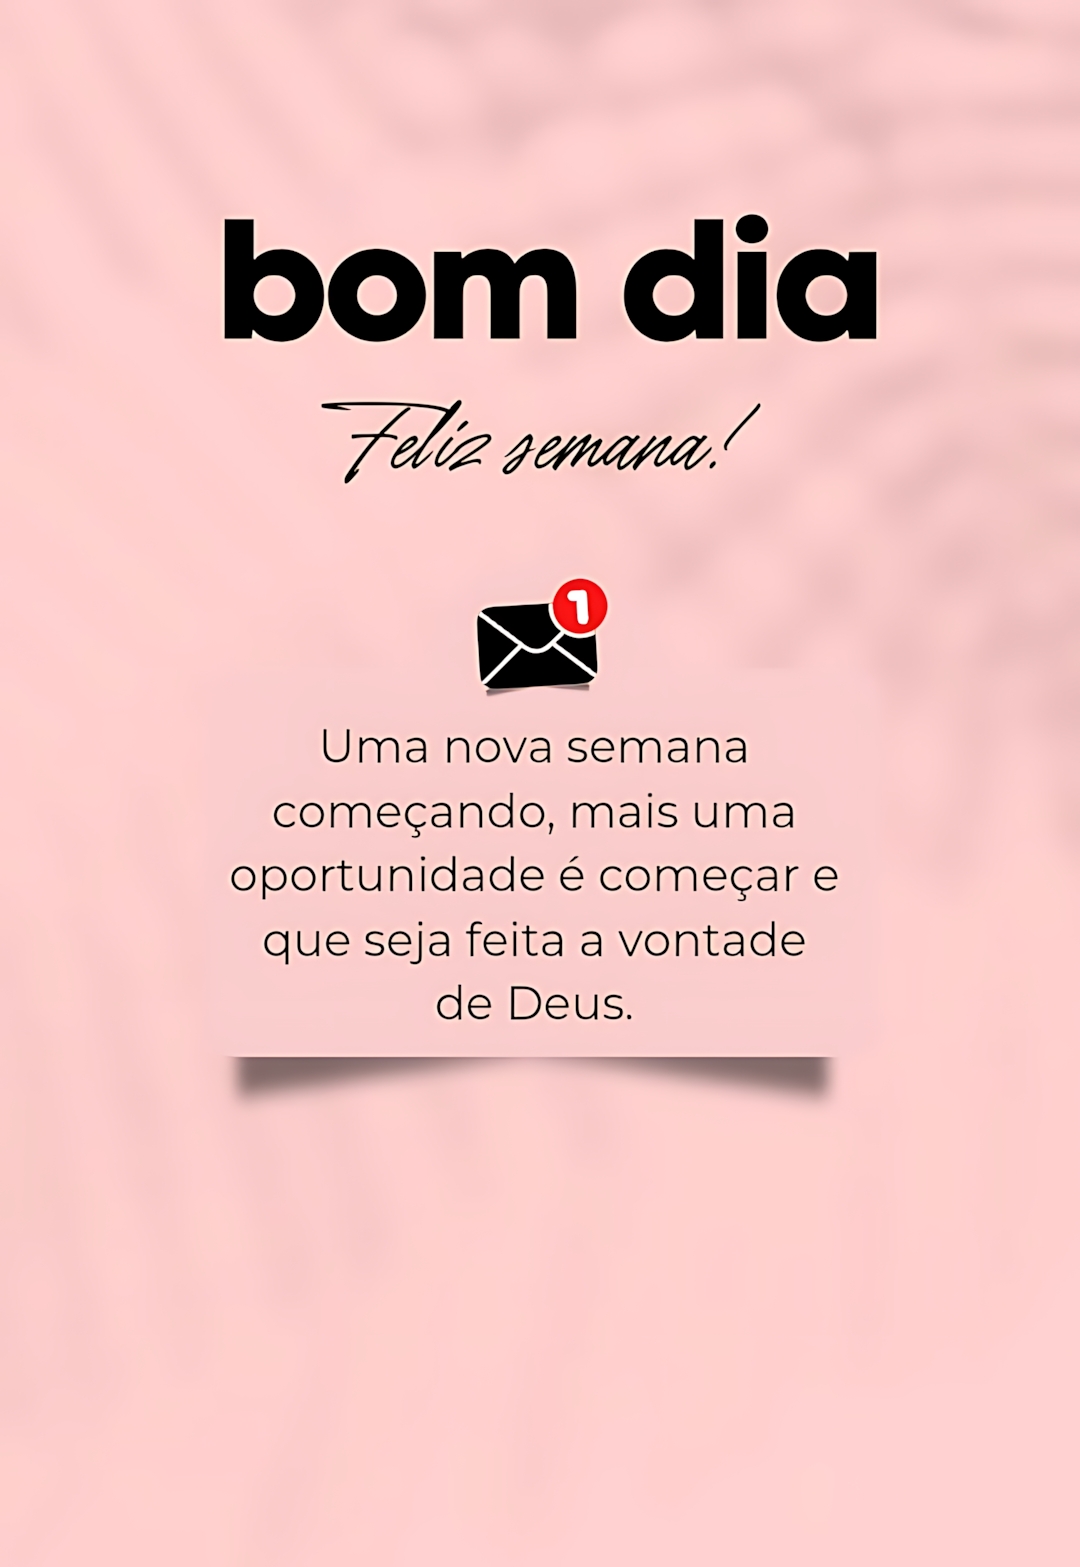 bom dia
Feliz semana!
1
Uma nova semana
começando, mais uma
oportunidade é começar e
que seja feita a vontade
de Deus.